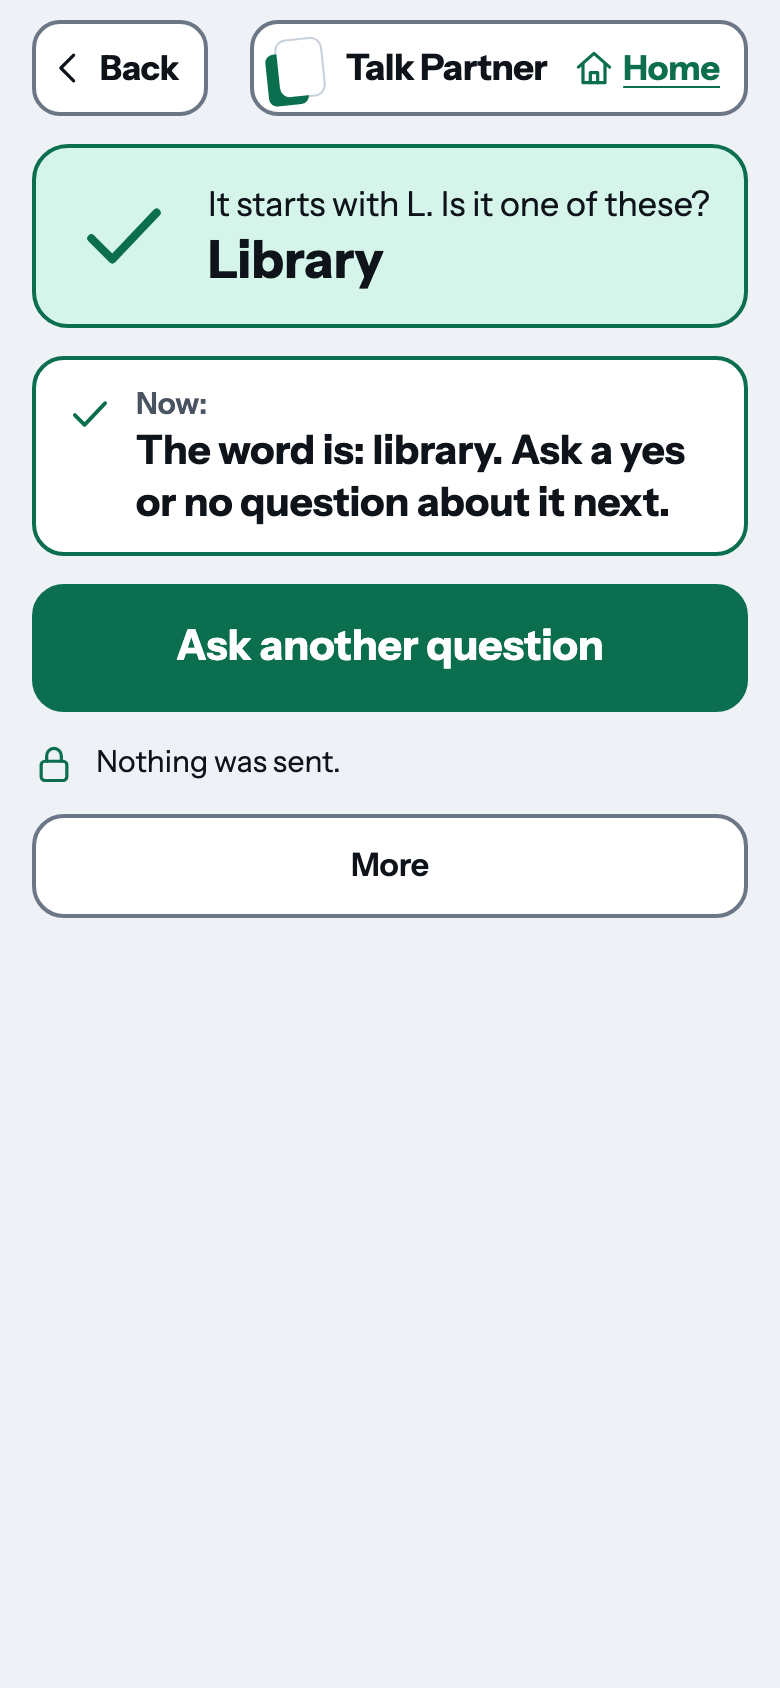 Back
Talk Partner
Home
It starts with L. Is it one of these?
Library
Now:
The word is: library. Ask a yes
or no question about it next.
Ask another question
Nothing was sent.
More